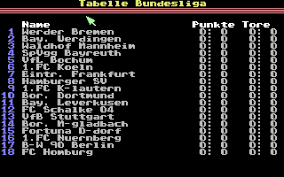 Tabelle Bundesliga
Name Punkte Tore
1 Werder Bremen 0: 0 0: 0
2 Bay. Uerdingen 0: 0 0: 0
3 Waldhof Mannheim 0: 0 0: 0
4 SpVgg Bayreuth 0: 0 0: 0
5 VfL Bochum 0: 0 0: 0
6 1.FC Koeln 0: 0 0: 0
7 Eintr. Frankfurt 0: 0 0: 0
8 Hamburger SV 0: 0 0: 0
9 1.FC K-lautern 0: 0 0: 0
10 Bor. Dortmund 0: 0 0: 0
11 Bay. Leverkusen 0: 0 0: 0
12 FC Schalke 04 0: 0 0: 0
13 VfB Stuttgart 0: 0 0: 0
14 Bor. M-gladbach 0: 0 0: 0
15 Fortuna D-dorf 0: 0 0: 0
16 1.FC Nuernberg 0: 0 0: 0
17 B-W 90 Berlin 0: 0 0: 0
18 FC Homburg 0: 0 0: 0